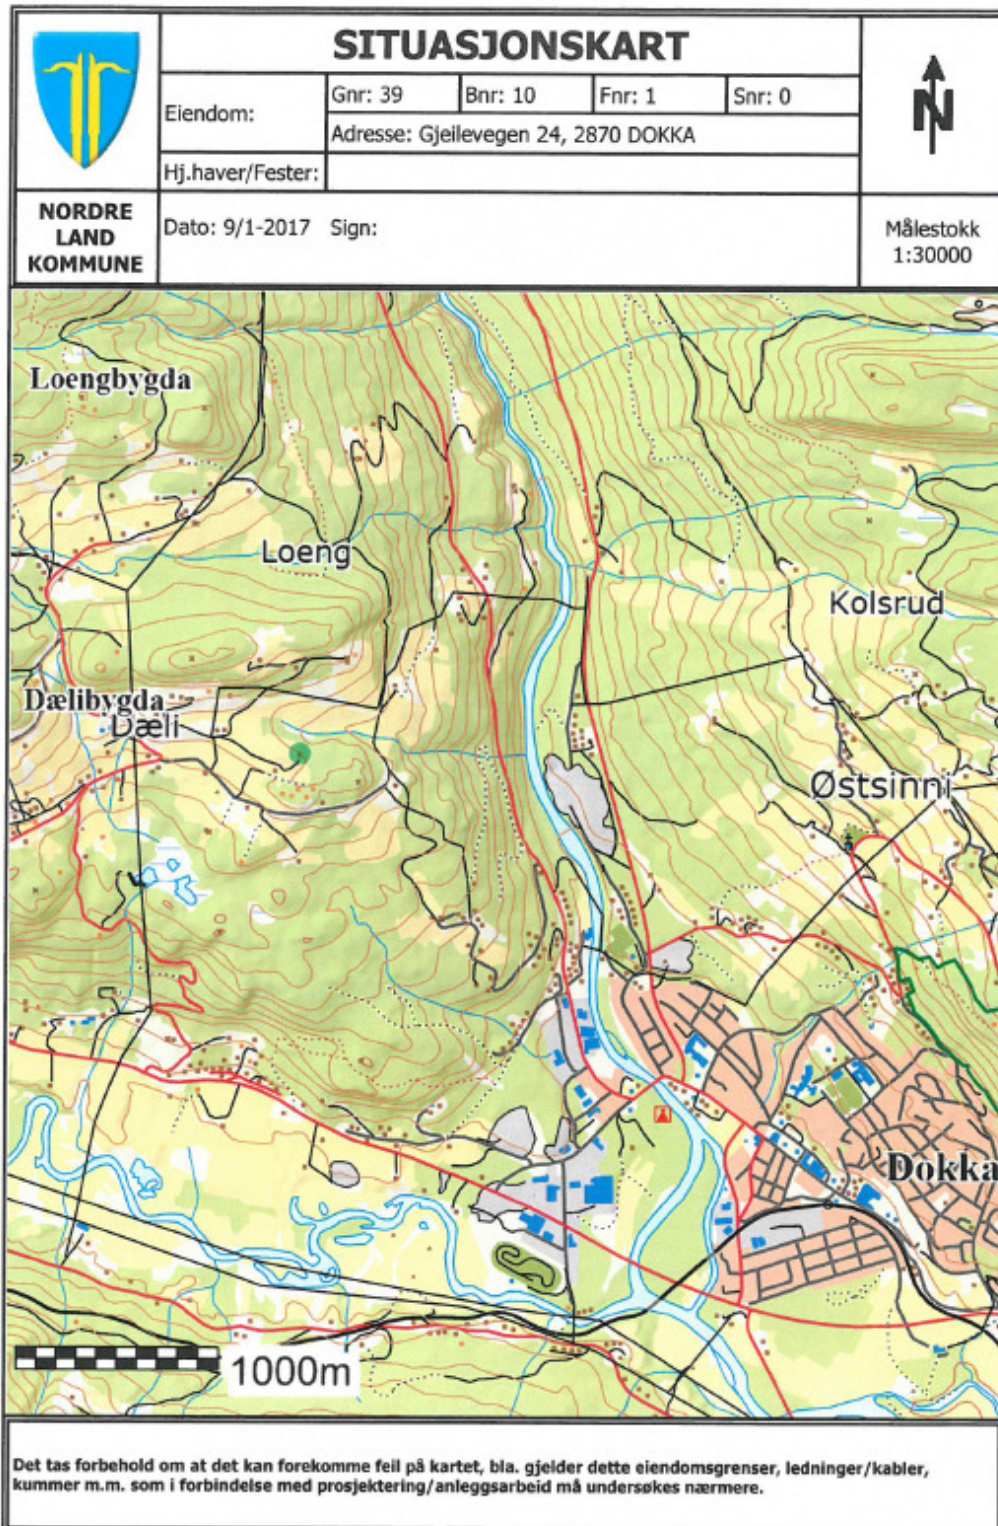 SITUASJONSKART
Eiendom:
Gnr: 39
Bnr: 10
Fnr: 1
Snr: 0
Adresse: Gjeilevegen 24, 2870 DOKKA
Hj.haver/Fester:
N
NORDRE
LAND
KOMMUNE
Dato: 9/1-2017 Sign:
Målestokk
1:30000
Loengbygda
Loeng
Kolsrud
Dælibygda
Dæli
Østsinni
Dokka
1000m
Det tas forbehold om at det kan forekomme feil på kartet, bla. gjelder dette eiendomsgrenser, ledninger/kabler,
kummer m.m. som i forbindelse med prosjektering/anleggsarbeid må undersøkes nærmere.